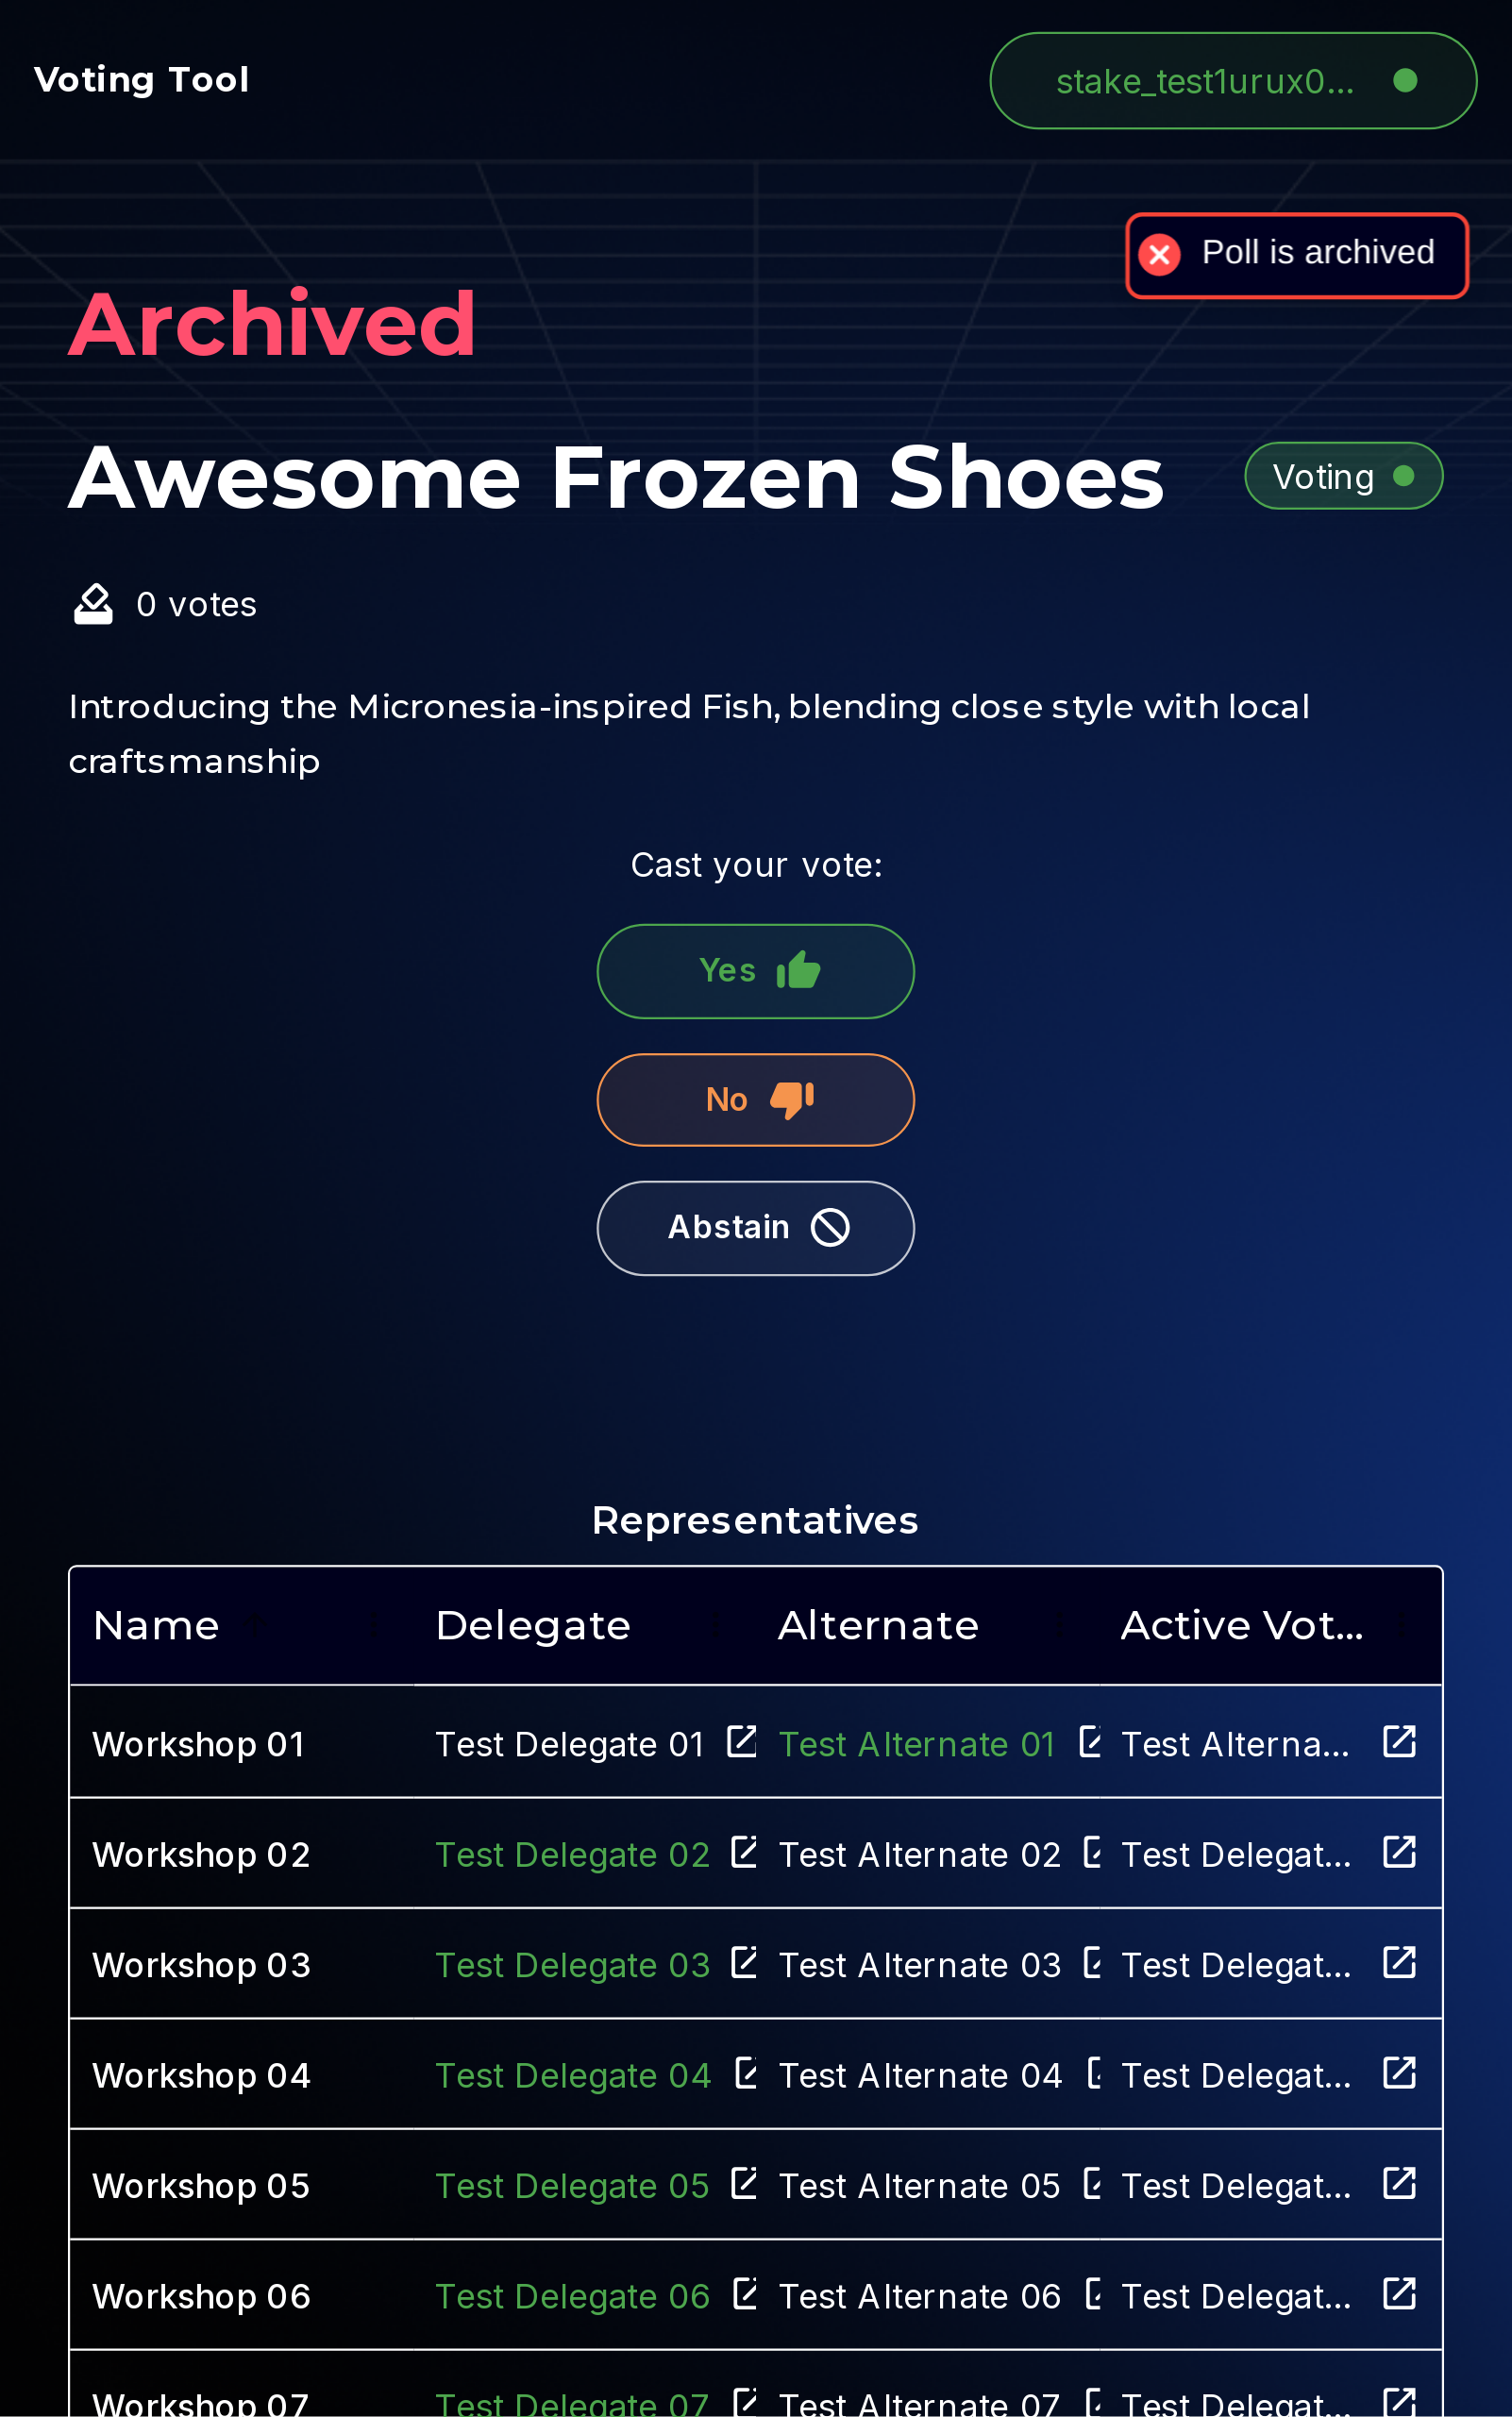 Voting Tool
stake_test1urux0...
Poll is archived
Archived
Awesome Frozen Shoes
Voting
0 votes
Introducing the Micronesia-inspired Fish, blending close style with local
craftsmanship
Cast your vote:
Yes
No
Abstain
Representatives
Name Delegate Alternate Active Vot...
Workshop 01 Test Delegate 01 Test Alternate 01 Test Alterna...
Workshop 02 Test Delegate 02 Test Alternate 02 Test Delegat...
Workshop 03 Test Delegate 03 Test Alternate 03 Test Delegat...
Workshop 04 Test Delegate 04 Test Alternate 04 Test Delegat...
Workshop 05 Test Delegate 05 Test Alternate 05 Test Delegat...
Workshop 06 Test Delegate 06 Test Alternate 06 Test Delegat...
Workshop 07 Test Delegate 07 Test Alternate 07 Test Delegat...